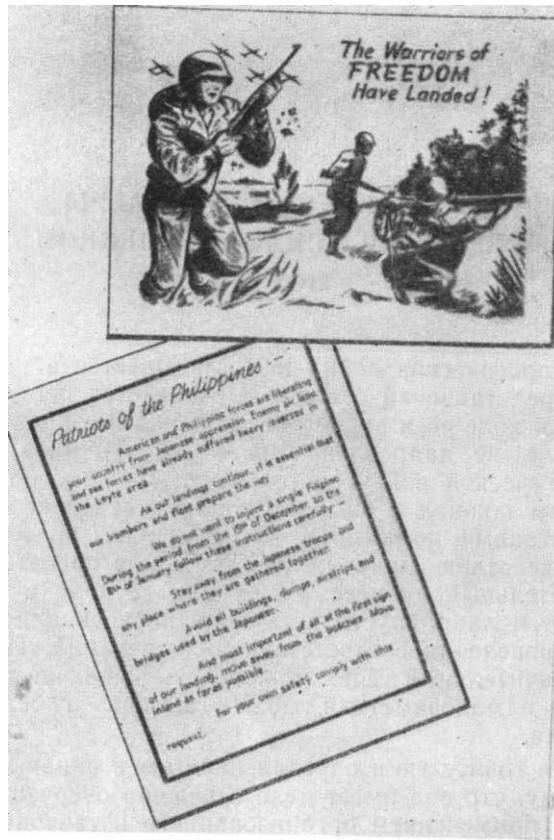 The Warriors of
FREEDOM
Have Landed!
Patriots of the Philippines -
American and Philippine forces are liberating
your country from Japanese oppression. Enemy air, land,
and sea forces have already suffered heavy reverses in
the Leyte area.
As our landings continue, it is essential that
our bombers and fleet prepare the way.
We do not want to injure a single Filipino.
During the period from the of December to the
8th of January follow these instructions carefully -
Stay away from the Japanese troops and
any place where they are gathered together.
Avoid all buildings, dumps, airstrips, and
bridges used by the Japanese.
And most important of all, at the first sign
of our landing, move away from the beaches. Move
inland as far as possible.
For your own safety comply with this
request.